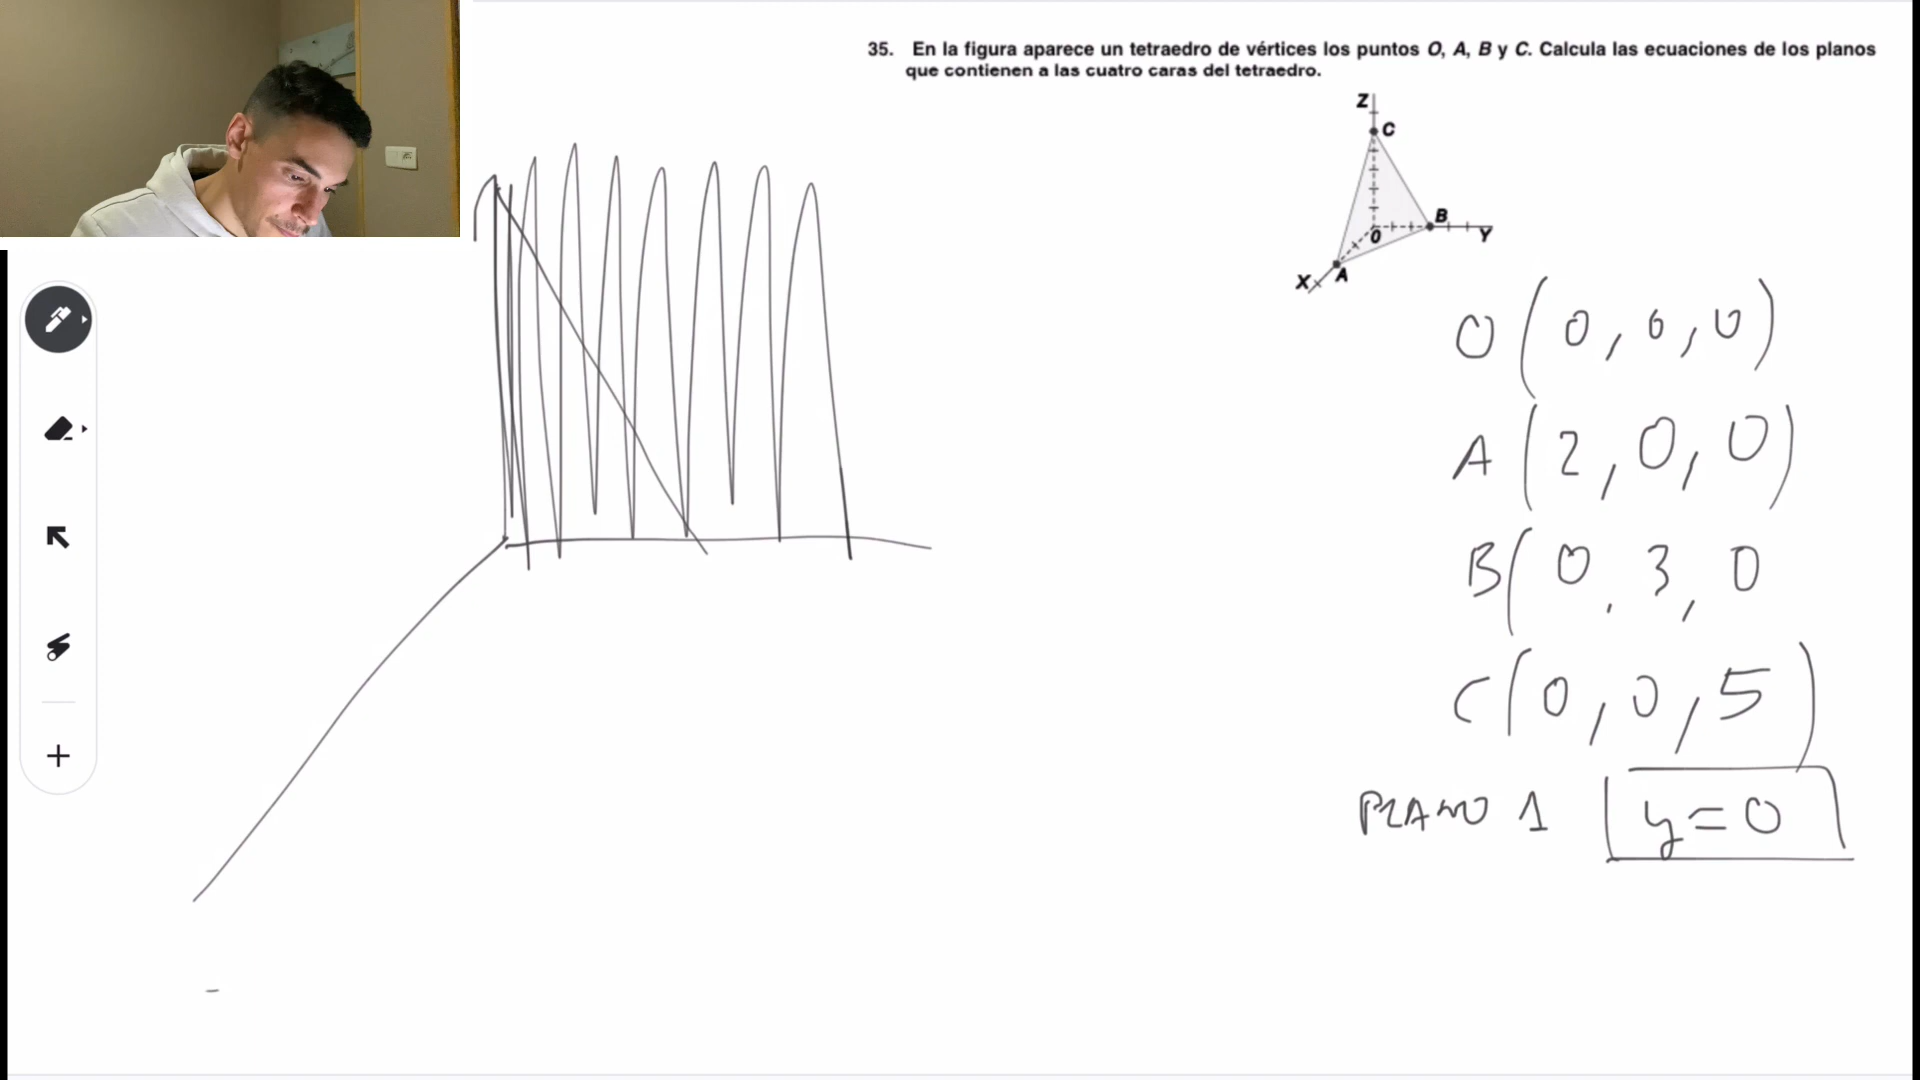 35. En la figura aparece un tetraedro de vértices los puntos O, A, B y C. Calcula las ecuaciones de los planos
que contienen a las cuatro caras del tetraedro.
Z
C
B
O
Y
A
X
O(0,0,0)
A(2,0,0)
B(0,3,0
C(0,0,5)
PLANO 1 y=0